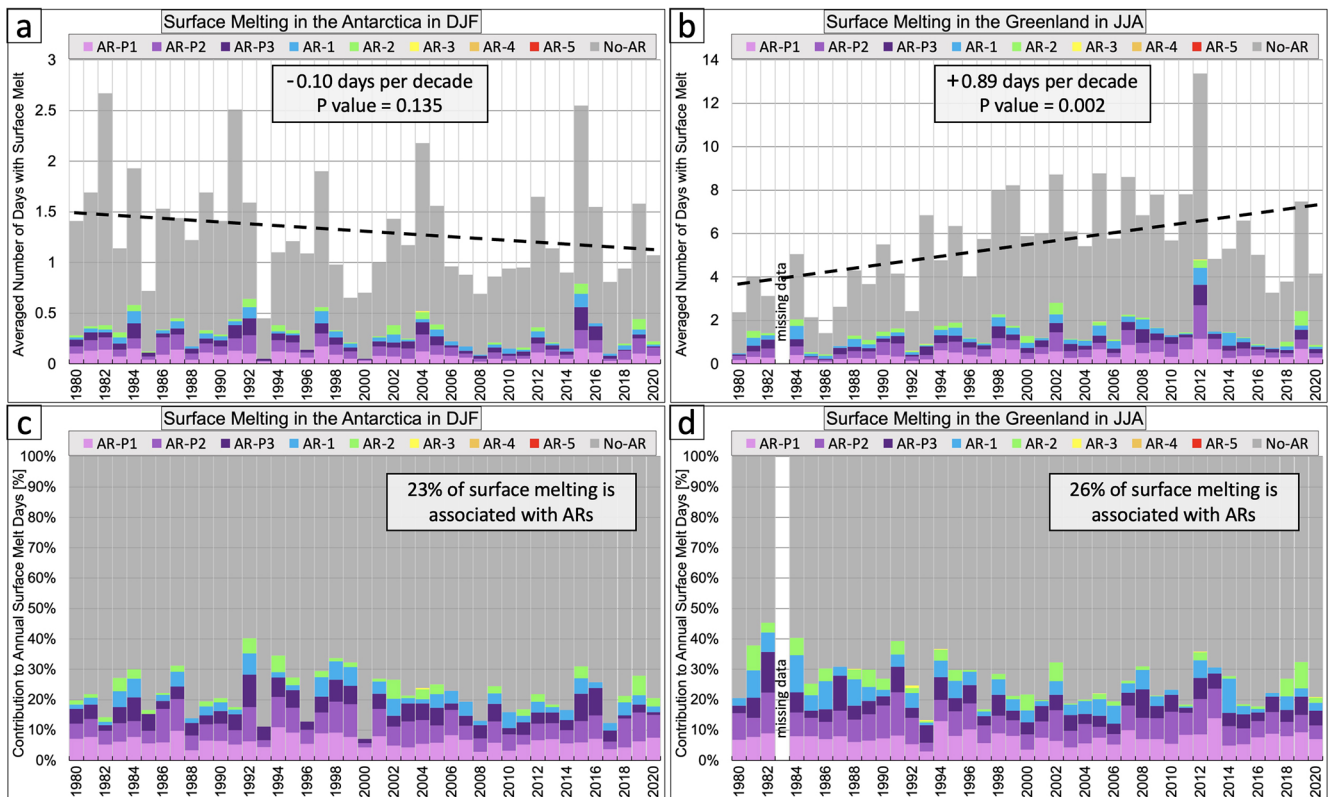 a
Surface Melting in the Antarctica in DJF
AR-P1 AR-P2 AR-P3 AR-1 AR-2 AR-3 AR-4 AR-5 No-AR
−0.10 days per decade
P value = 0.135
Averaged Number of Days with Surface Melt
3
2.5
2
1.5
1
0.5
0
1980 1982 1984 1986 1988 1990 1992 1994 1996 1998 2000 2002 2004 2006 2008 2010 2012 2014 2016 2018 2020
b
Surface Melting in the Greenland in JJA
AR-P1 AR-P2 AR-P3 AR-1 AR-2 AR-3 AR-4 AR-5 No-AR
+0.89 days per decade
P value = 0.002
Averaged Number of Days with Surface Melt
14
12
10
8
6
4
2
0
missing data
1980 1982 1984 1986 1988 1990 1992 1994 1996 1998 2000 2002 2004 2006 2008 2010 2012 2014 2016 2018 2020
c
Surface Melting in the Antarctica in DJF
AR-P1 AR-P2 AR-P3 AR-1 AR-2 AR-3 AR-4 AR-5 No-AR
23% of surface melting is
associated with ARs
Contribution to Annual Surface Melt Days [%]
100%
90%
80%
70%
60%
50%
40%
30%
20%
10%
0%
1980 1982 1984 1986 1988 1990 1992 1994 1996 1998 2000 2002 2004 2006 2008 2010 2012 2014 2016 2018 2020
d
Surface Melting in the Greenland in JJA
AR-P1 AR-P2 AR-P3 AR-1 AR-2 AR-3 AR-4 AR-5 No-AR
26% of surface melting is
associated with ARs
Contribution to Annual Surface Melt Days [%]
100%
90%
80%
70%
60%
50%
40%
30%
20%
10%
0%
missing data
1980 1982 1984 1986 1988 1990 1992 1994 1996 1998 2000 2002 2004 2006 2008 2010 2012 2014 2016 2018 2020